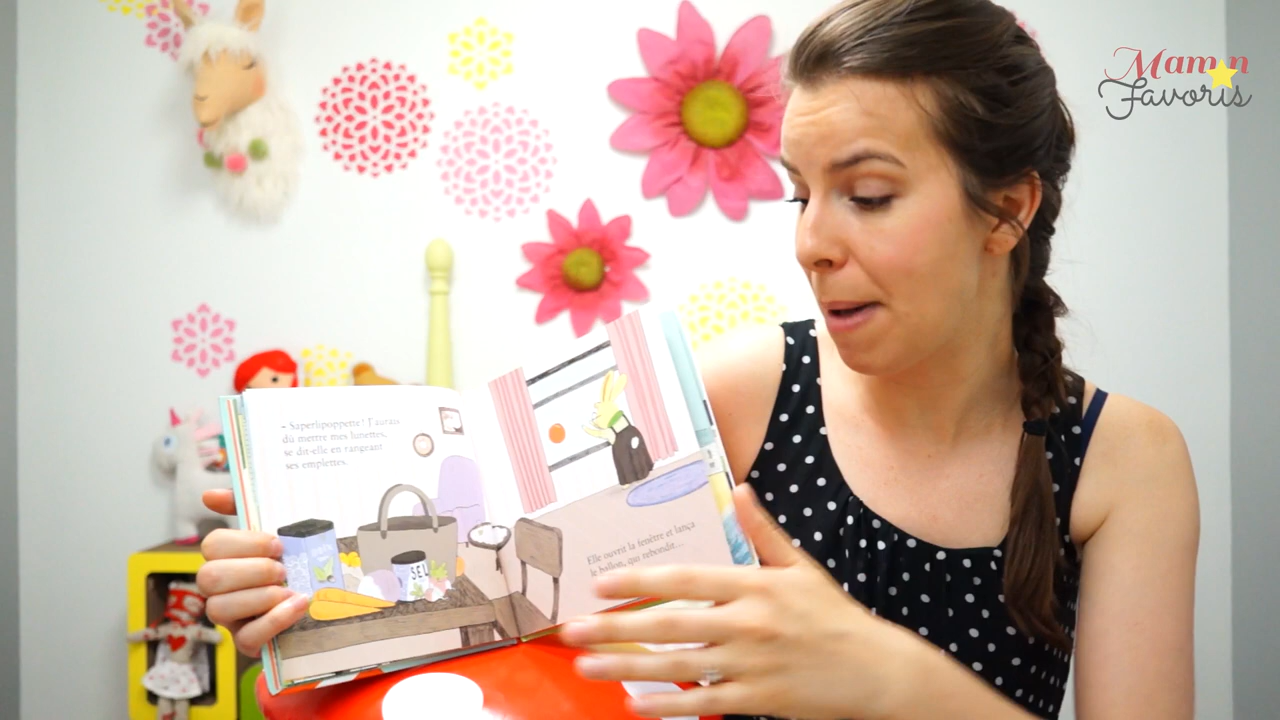 Maman
Favoris
– Saperlipoppette ! J'aurais
dû mettre mes lunettes,
se dit-elle en rangeant
ses emplettes.
SEL
Elle ouvrit la fenêtre et lança
le ballon, qui rebondit...